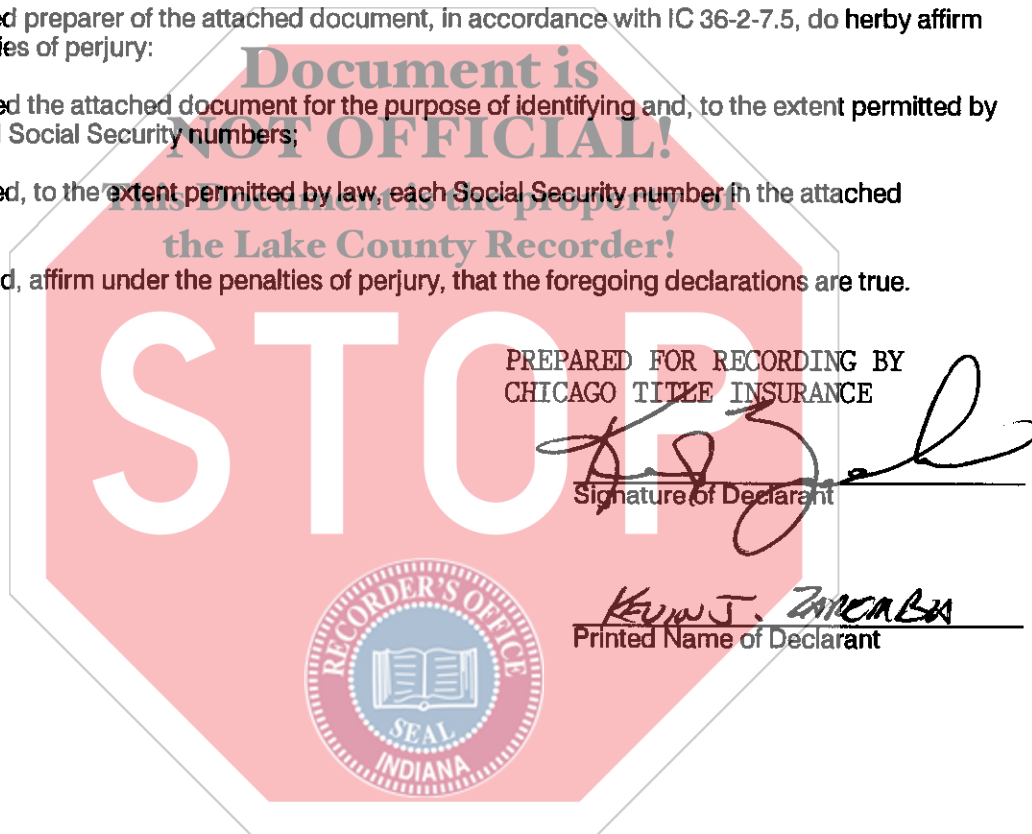 ed preparer of the attached document, in accordance with IC 36-2-7.5, do herby affirm
ies of perjury:
Document is
ed the attached document for the purpose of identifying and, to the extent permitted by
Social Security numbers;
NOT OFFICIAL!
ed, to the extent permitted by law, each Social Security number in the attached
This Document is the property of
the Lake County Recorder!
d, affirm under the penalties of perjury, that the foregoing declarations are true.
STOP
PREPARED FOR RECORDING BY
CHICAGO TITLE INSURANCE
Signature of Declarant
KEVIN J. ZAREMBA
Printed Name of Declarant
RECORDER'S OFFICE
SEAL
INDIANA